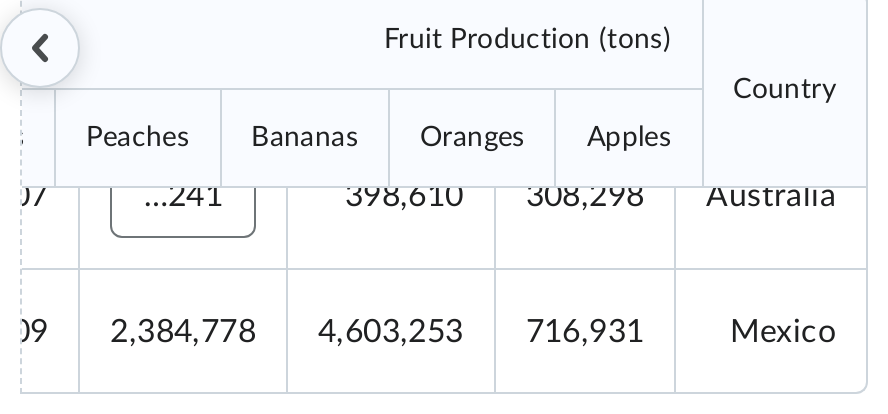 Fruit Production (tons) Country
Peaches Bananas Oranges Apples
...241 398,610 308,298 Australia
2,384,778 4,603,253 716,931 Mexico